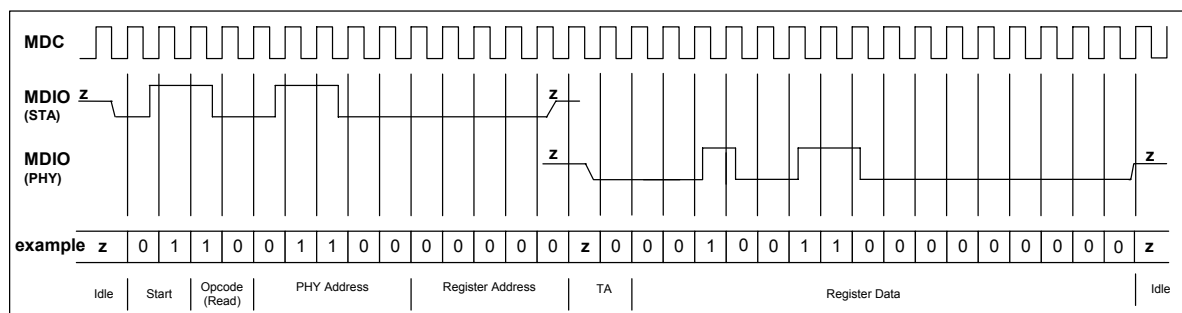 MDC
z z
MDIO
(STA)
z z
MDIO
(PHY)
example z 0 1 1 0 0 1 1 0 0 0 0 0 0 0 z 0 0 0 1 0 0 1 1 0 0 0 0 0 0 0 0 0 z
Idle Start Opcode (Read) PHY Address Register Address TA Register Data Idle